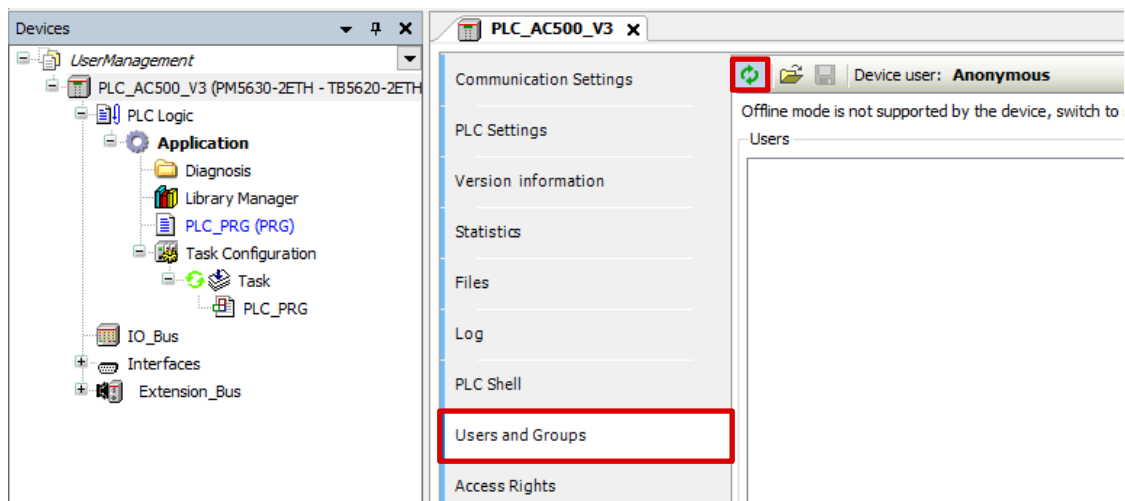 Devices
UserManagement
PLC_AC500_V3 (PM5630-2ETH - TB5620-2ETH
PLC Logic
Application
Diagnosis
Library Manager
PLC_PRG (PRG)
Task Configuration
Task
PLC_PRG
IO_Bus
Interfaces
Extension_Bus
PLC_AC500_V3
Communication Settings
PLC Settings
Version information
Statistics
Files
Log
PLC Shell
Users and Groups
Access Rights
Device user: Anonymous
Offline mode is not supported by the device, switch to
Users